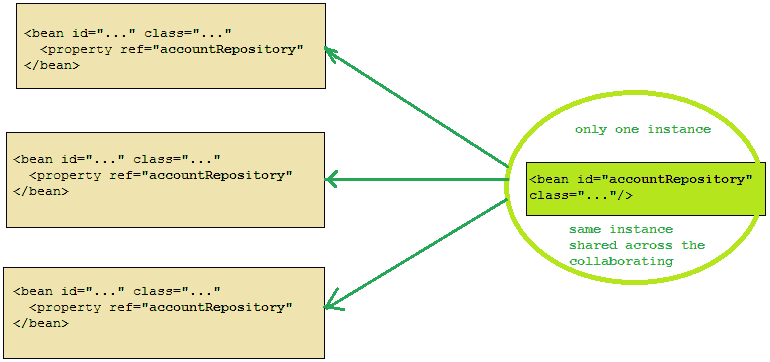 <bean id="..." class="..."
<property ref="accountRepository"
</bean>
<bean id="..." class="..."
<property ref="accountRepository"
</bean>
<bean id="..." class="..."
<property ref="accountRepository"
</bean>
only one instance
<bean id="accountRepository"
class="..."/>
same instance
shared across the
collaborating